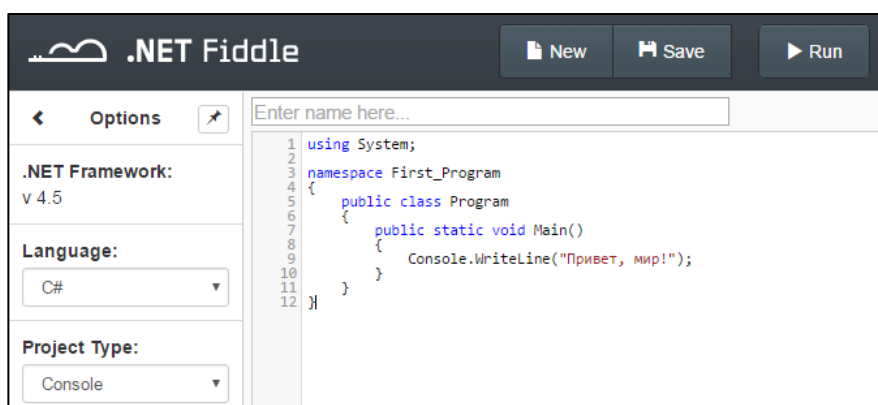 .NET Fiddle New Save Run
Options
Enter name here...
.NET Framework:
v 4.5
Language:
C#
Project Type:
Console
1 using System;
2
3 namespace First_Program
4 {
5 public class Program
6 {
7 public static void Main()
8 {
9 Console.WriteLine("Привет, мир!");
10 }
11 }
12 }